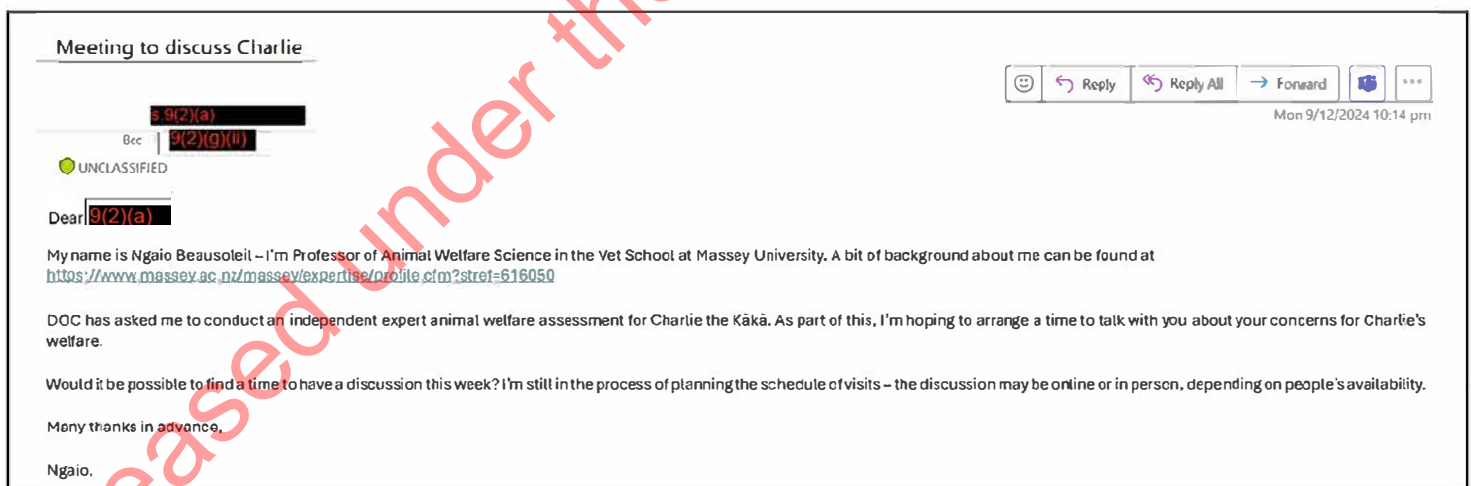 Meeting to discuss Charlie
Reply
Reply All
Forward
Mon 9/12/2024 10:14 pm
s.9(2)(a)
Bcc
9(2)(g)(ii)
UNCLASSIFIED
Dear 9(2)(a)
My name is Ngaio Beausoleil – I'm Professor of Animal Welfare Science in the Vet School at Massey University. A bit of background about me can be found at
https://www.massey.ac.nz/massey/expertise/profile.cfm?stref=616050
DOC has asked me to conduct an independent expert animal welfare assessment for Charlie the Kākā. As part of this, I'm hoping to arrange a time to talk with you about your concerns for Charlie's
welfare.
Would it be possible to find a time to have a discussion this week? I'm still in the process of planning the schedule of visits – the discussion may be online or in person, depending on people's availability.
Many thanks in advance,
Ngaio.
eased under th